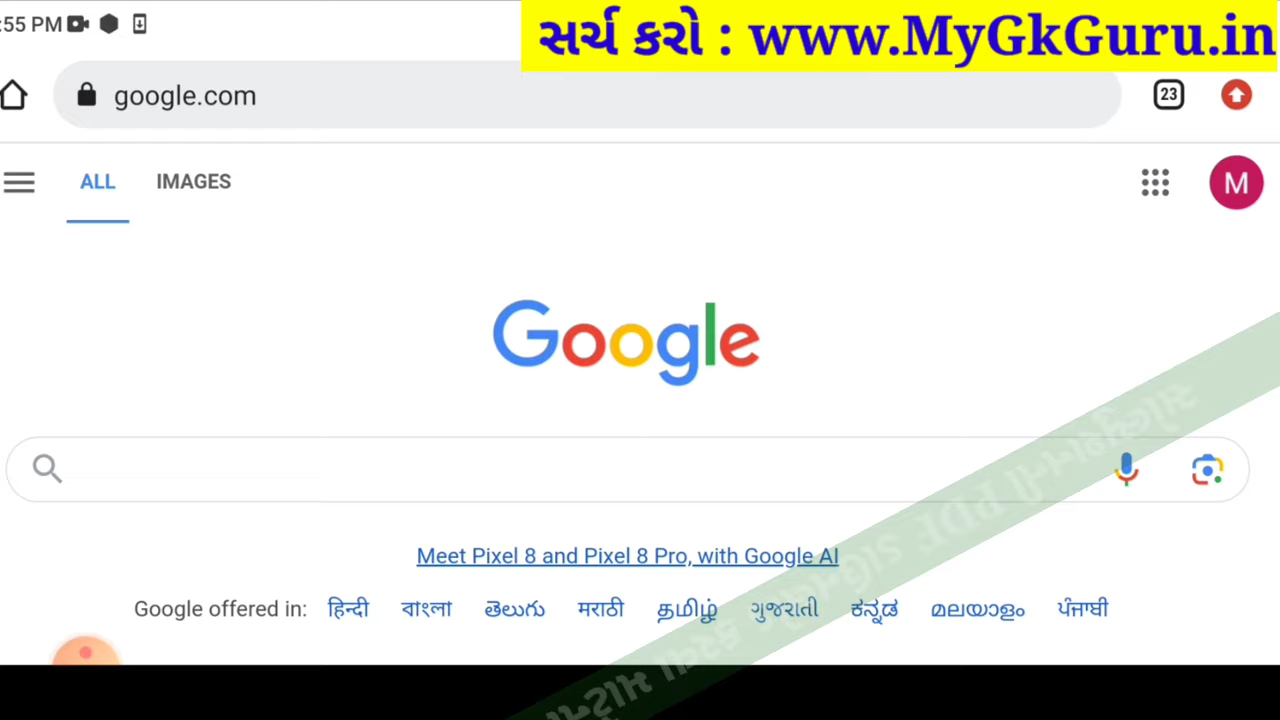 :55 PM
સર્ચ કરો : www.MyGkGuru.in
google.com
23
ALL IMAGES
M
Google
Meet Pixel 8 and Pixel 8 Pro, with Google AI
Google offered in: हिन्दी বাংলা తెలుగు मराठी தமிழ் ગુજરાતી ಕನ್ನಡ മലയാളം ਪੰਜਾਬੀ
PDF